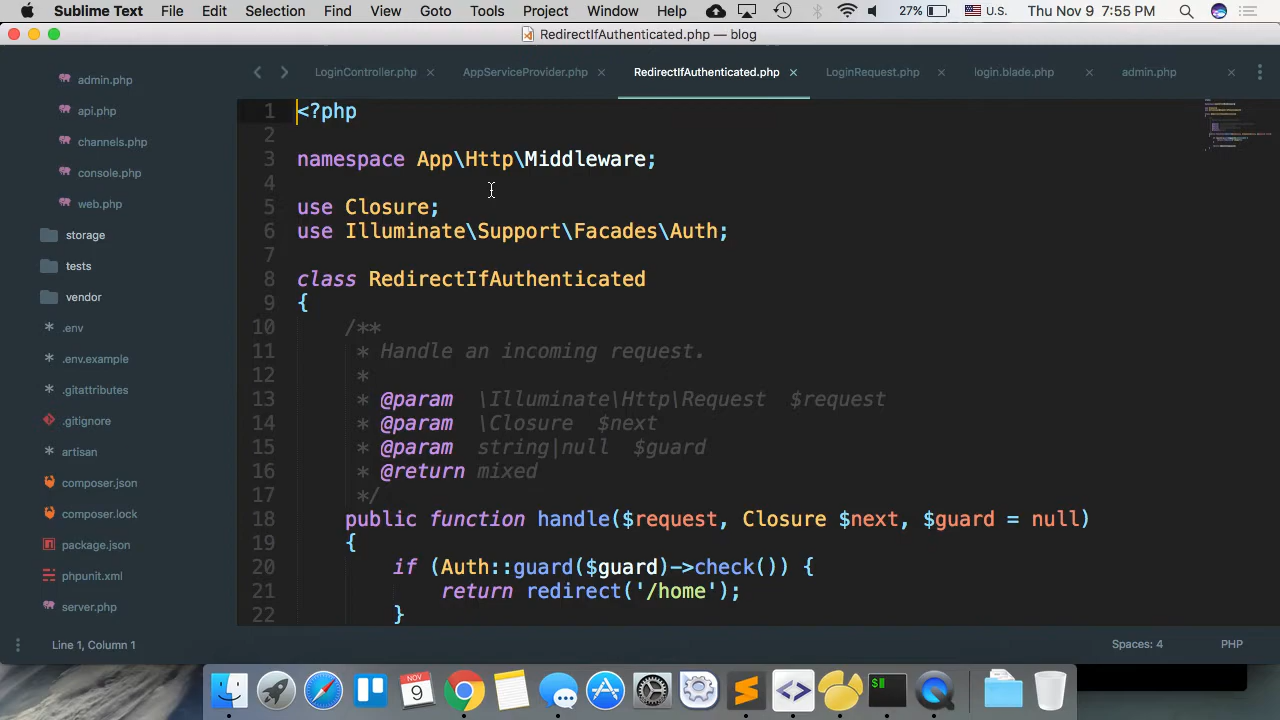 Sublime Text File Edit Selection Find View Goto Tools Project Window Help 27% U.S. Thu Nov 9 7:55 PM
RedirectIfAuthenticated.php — blog
LoginController.php AppServiceProvider.php RedirectIfAuthenticated.php LoginRequest.php login.blade.php admin.php
admin.php
api.php
channels.php
console.php
web.php
storage
tests
vendor
.env
.env.example
.gitattributes
.gitignore
artisan
composer.json
composer.lock
package.json
phpunit.xml
server.php
1 <?php
2
3 namespace App\Http\Middleware;
4
5 use Closure;
6 use Illuminate\Support\Facades\Auth;
7
8 class RedirectIfAuthenticated
9 {
10 /**
11 * Handle an incoming request.
12 *
13 * @param \Illuminate\Http\Request $request
14 * @param \Closure $next
15 * @param string|null $guard
16 * @return mixed
17 */
18 public function handle($request, Closure $next, $guard = null)
19 {
20 if (Auth::guard($guard)->check()) {
21 return redirect('/home');
22 }
Line 1, Column 1 Spaces: 4 PHP
NOV
9